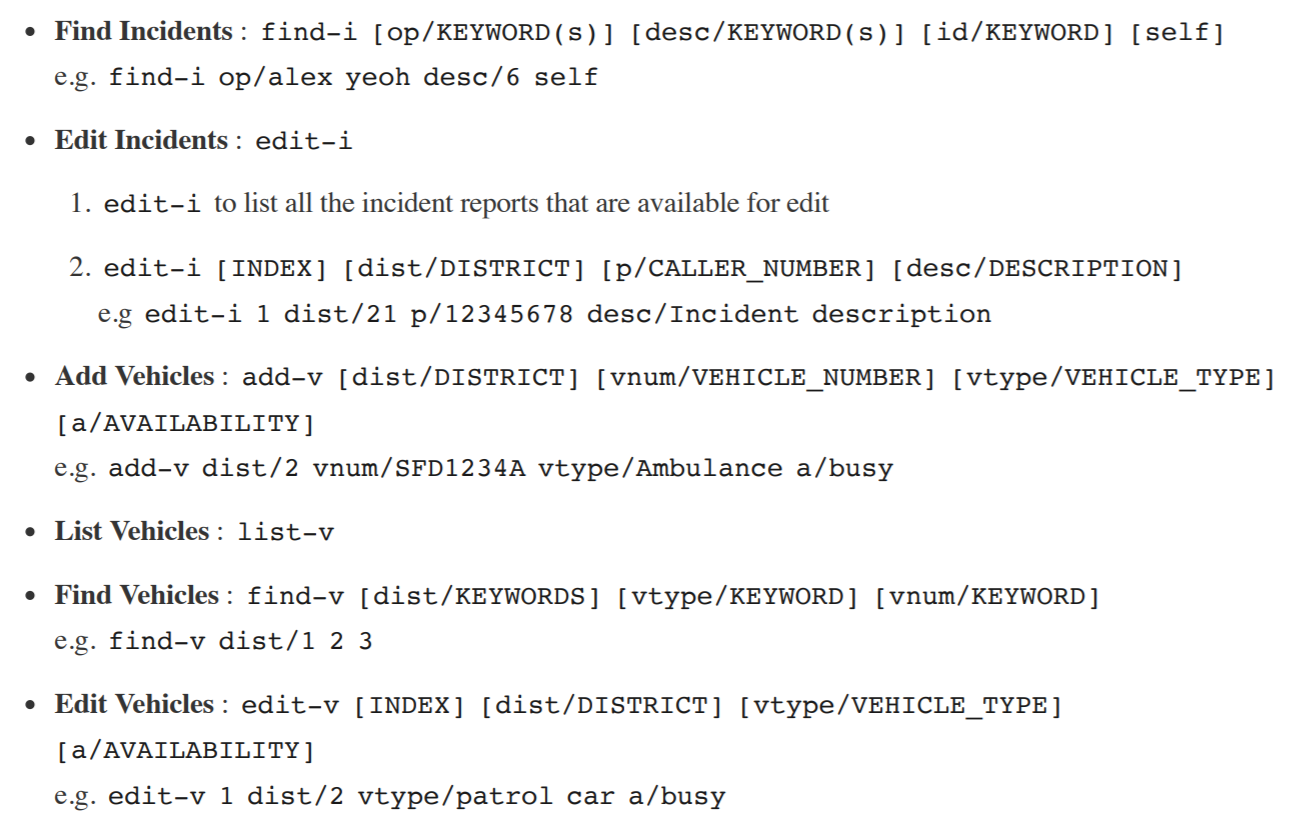 • Find Incidents : find-i [op/KEYWORD(s)] [desc/KEYWORD(s)] [id/KEYWORD] [self]
e.g. find-i op/alex yeoh desc/6 self
• Edit Incidents : edit-i
1. edit-i to list all the incident reports that are available for edit
2. edit-i [INDEX] [dist/DISTRICT] [p/CALLER_NUMBER] [desc/DESCRIPTION]
e.g edit-i 1 dist/21 p/12345678 desc/Incident description
• Add Vehicles : add-v [dist/DISTRICT] [vnum/VEHICLE_NUMBER] [vtype/VEHICLE_TYPE]
[a/AVAILABILITY]
e.g. add-v dist/2 vnum/SFD1234A vtype/Ambulance a/busy
• List Vehicles : list-v
• Find Vehicles : find-v [dist/KEYWORDS] [vtype/KEYWORD] [vnum/KEYWORD]
e.g. find-v dist/1 2 3
• Edit Vehicles : edit-v [INDEX] [dist/DISTRICT] [vtype/VEHICLE_TYPE]
[a/AVAILABILITY]
e.g. edit-v 1 dist/2 vtype/patrol car a/busy